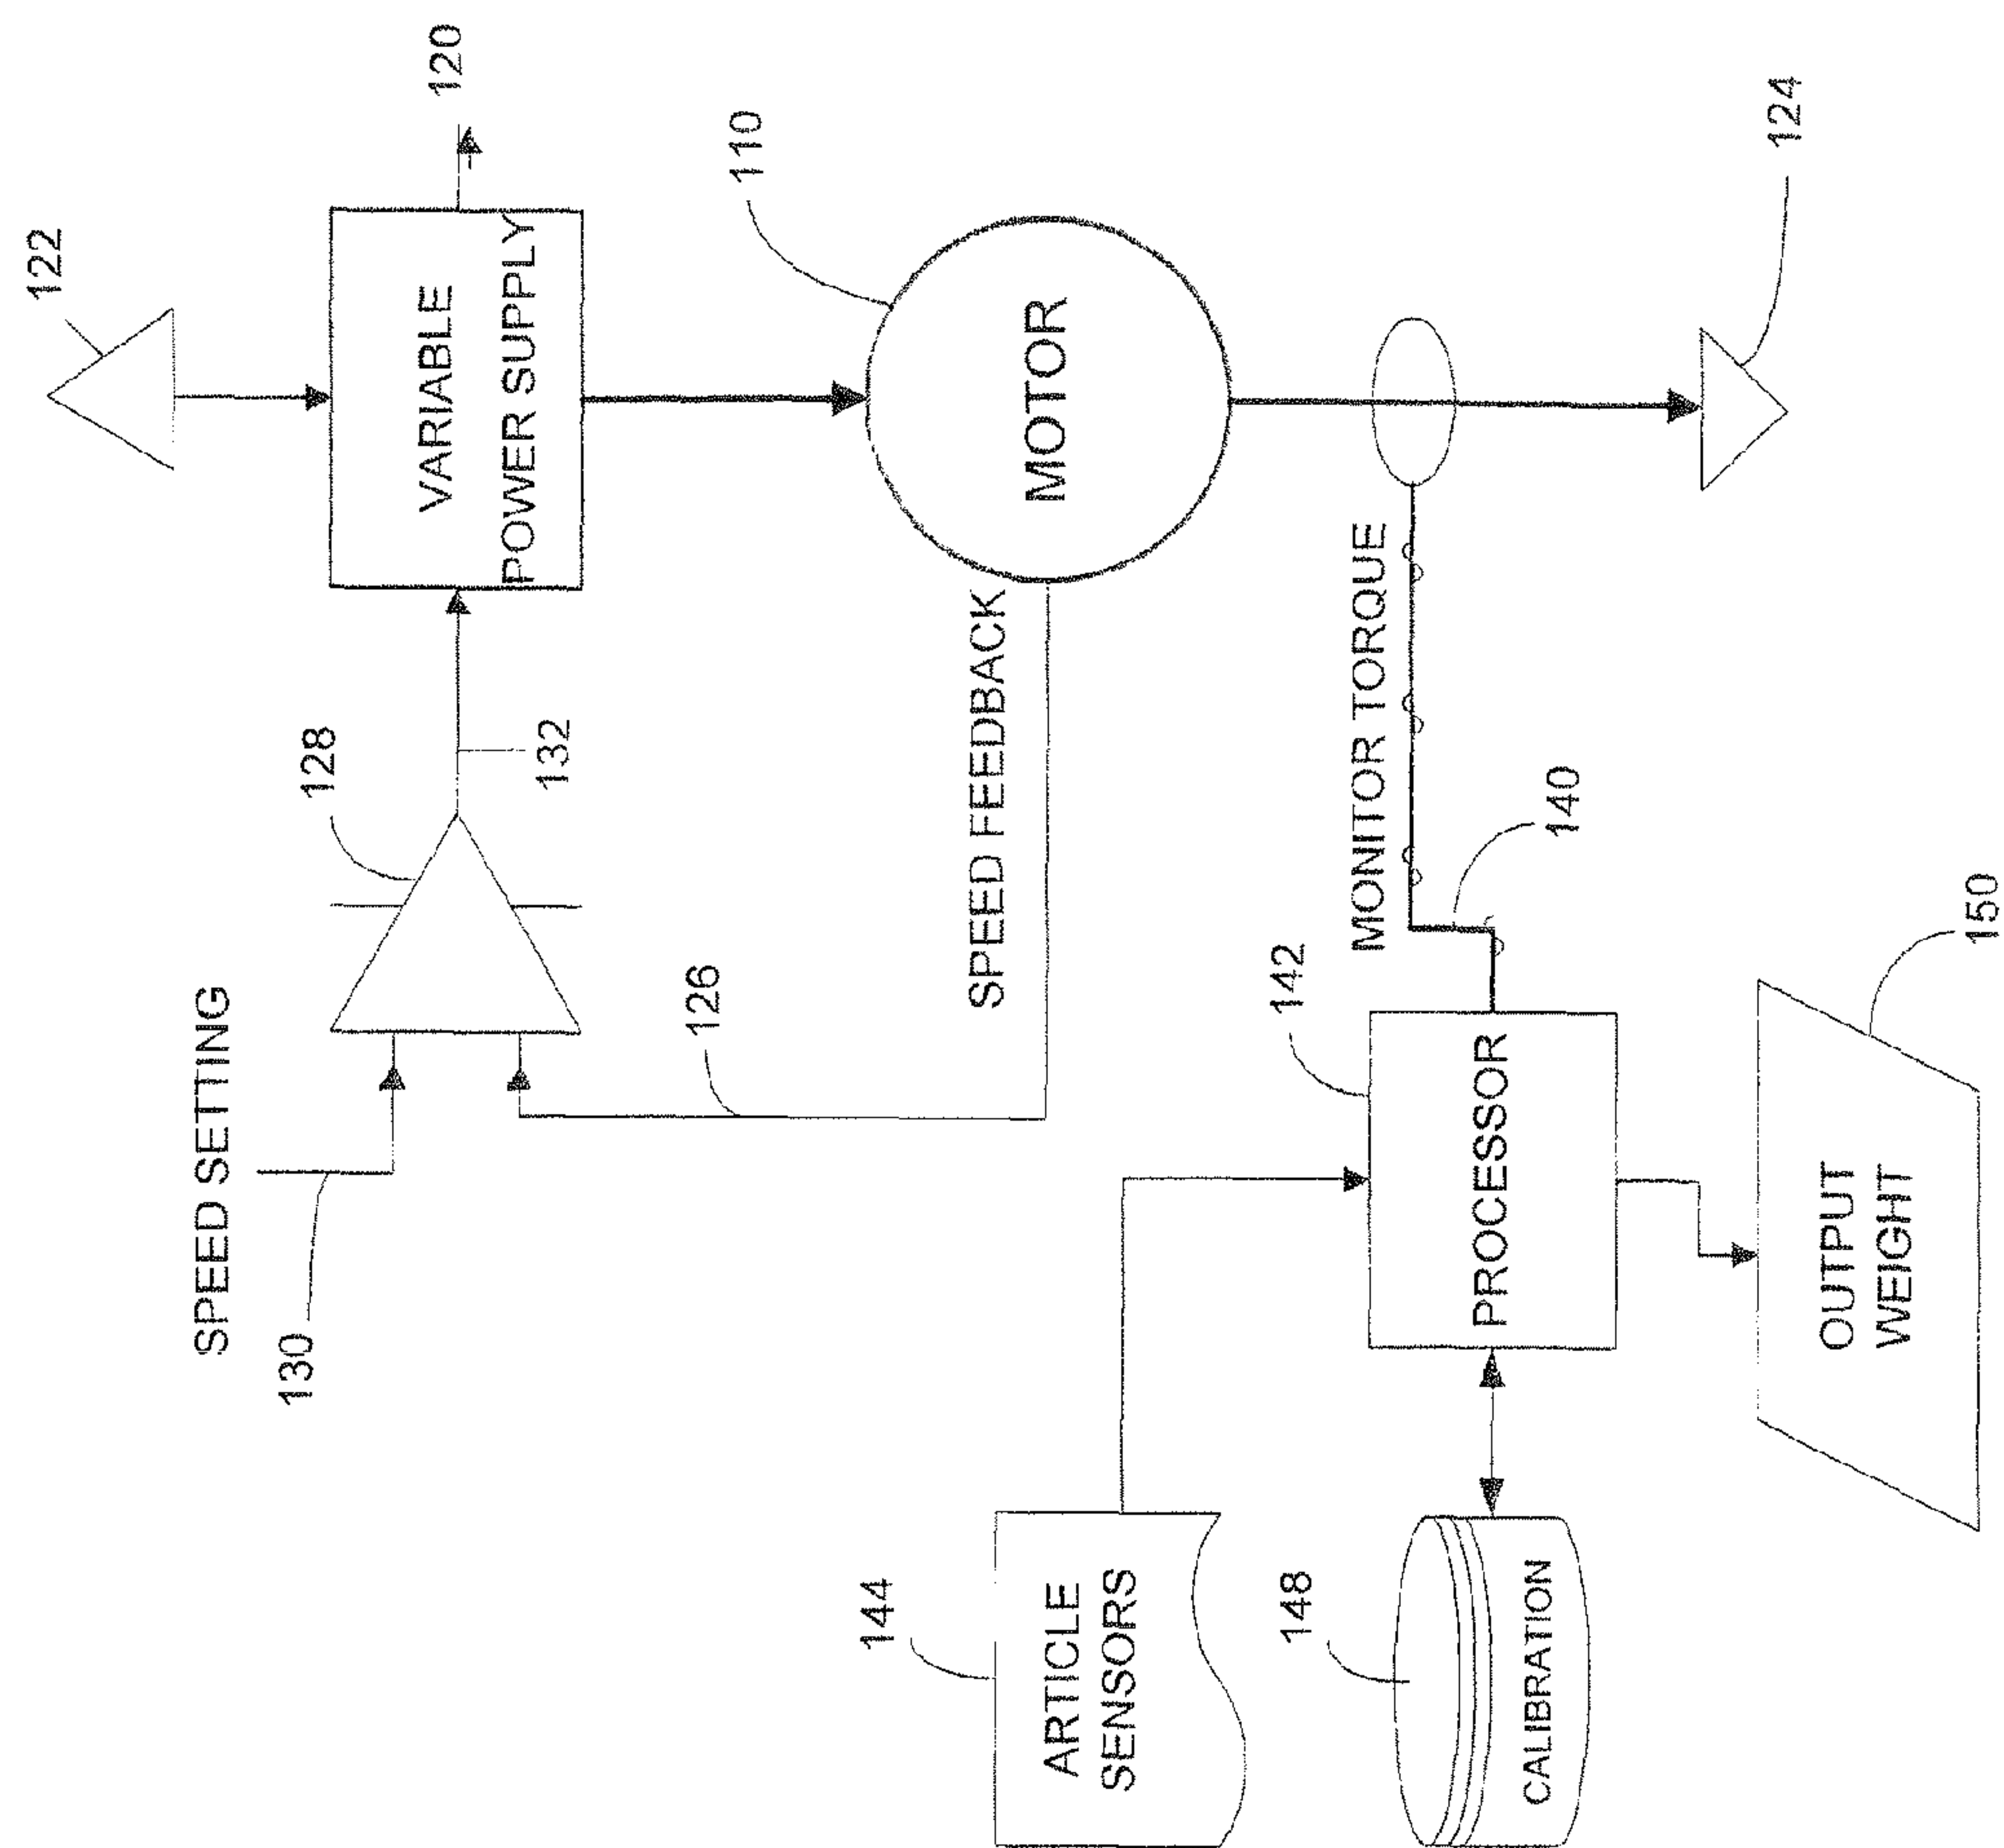 122
120
VARIABLE
POWER SUPPLY
128
132
SPEED SETTING
130
110
MOTOR
SPEED FEEDBACK
126
124
MONITOR TORQUE
140
142
PROCESSOR
144
ARTICLE
SENSORS
148
CALIBRATION
150
OUTPUT
WEIGHT